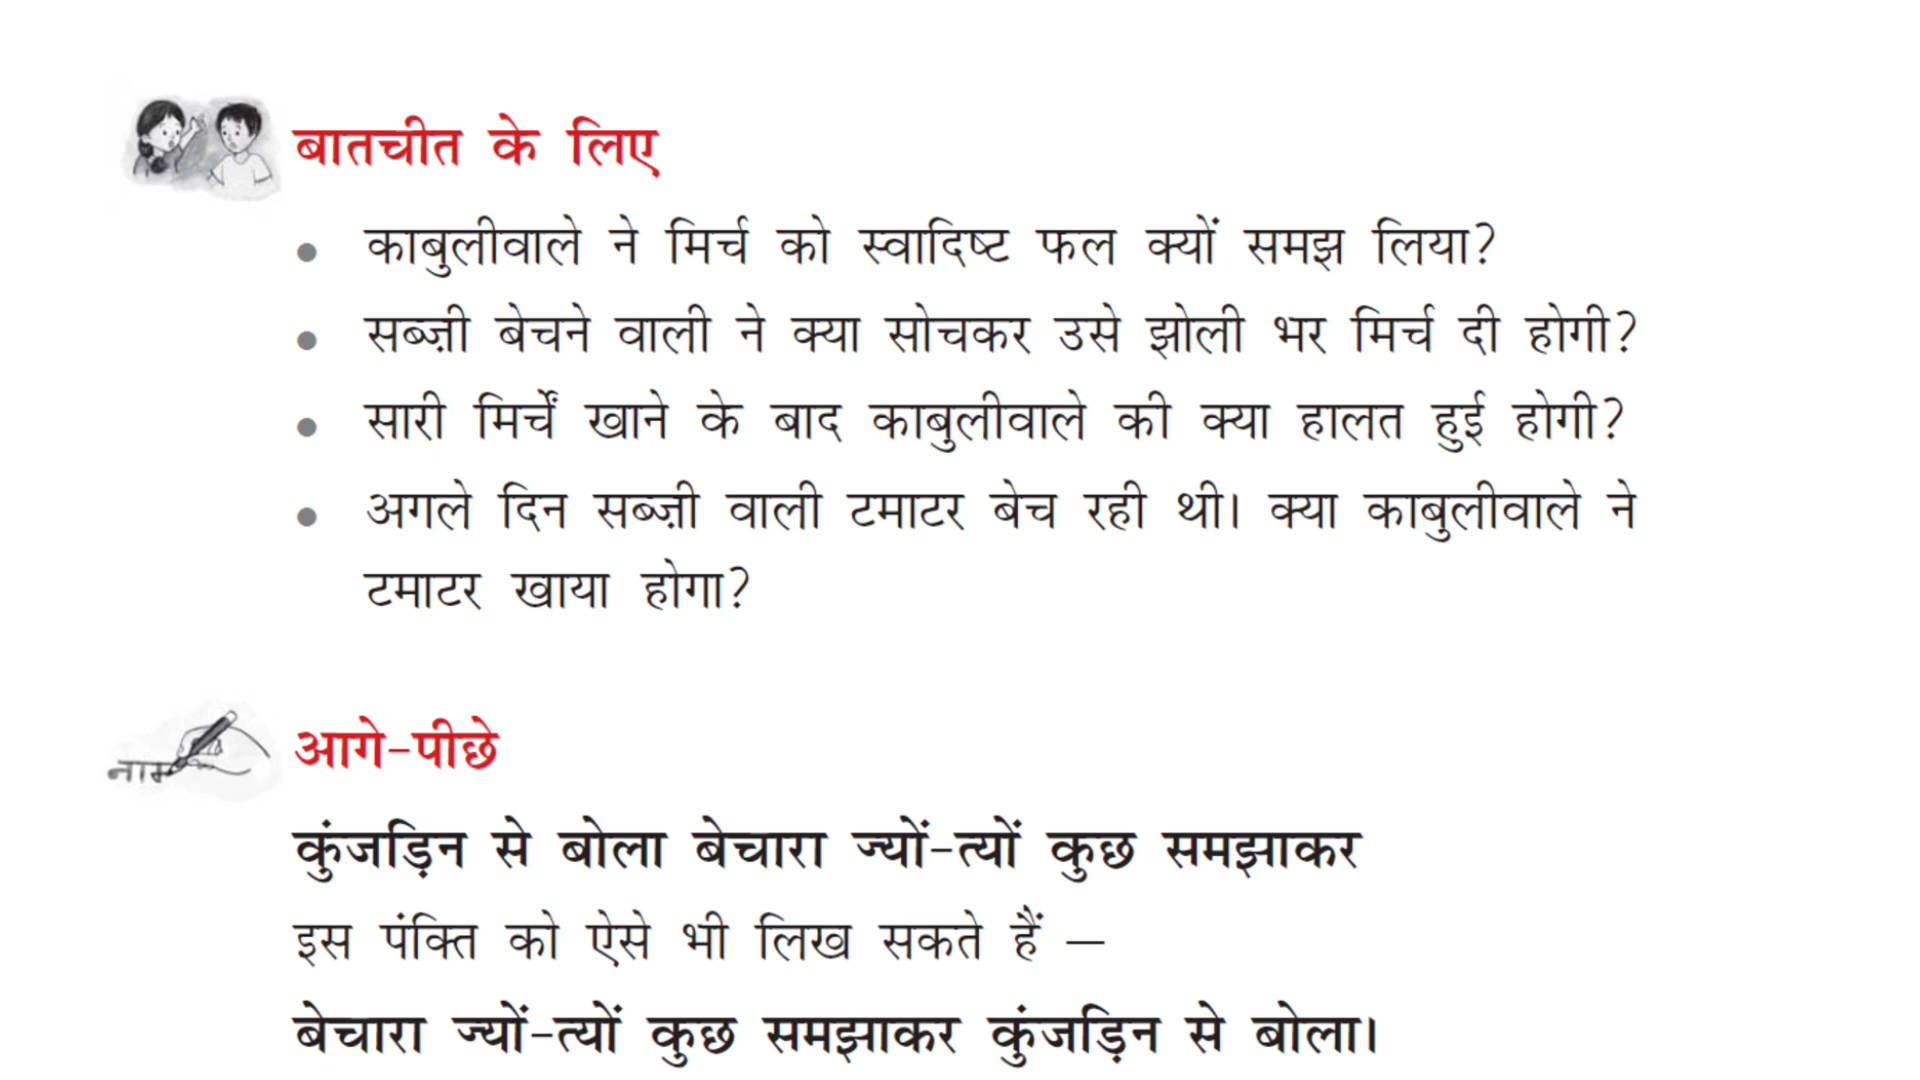 बातचीत के लिए
• काबुलीवाले ने मिर्च को स्वादिष्ट फल क्यों समझ लिया?
• सब्ज़ी बेचने वाली ने क्या सोचकर उसे झोली भर मिर्च दी होगी?
• सारी मिर्चें खाने के बाद काबुलीवाले की क्या हालत हुई होगी?
• अगले दिन सब्ज़ी वाली टमाटर बेच रही थी। क्या काबुलीवाले ने
टमाटर खाया होगा?
नाम
आगे-पीछे
कुंजड़िन से बोला बेचारा ज्यों-त्यों कुछ समझाकर
इस पंक्ति को ऐसे भी लिख सकते हैं –
बेचारा ज्यों-त्यों कुछ समझाकर कुंजड़िन से बोला।